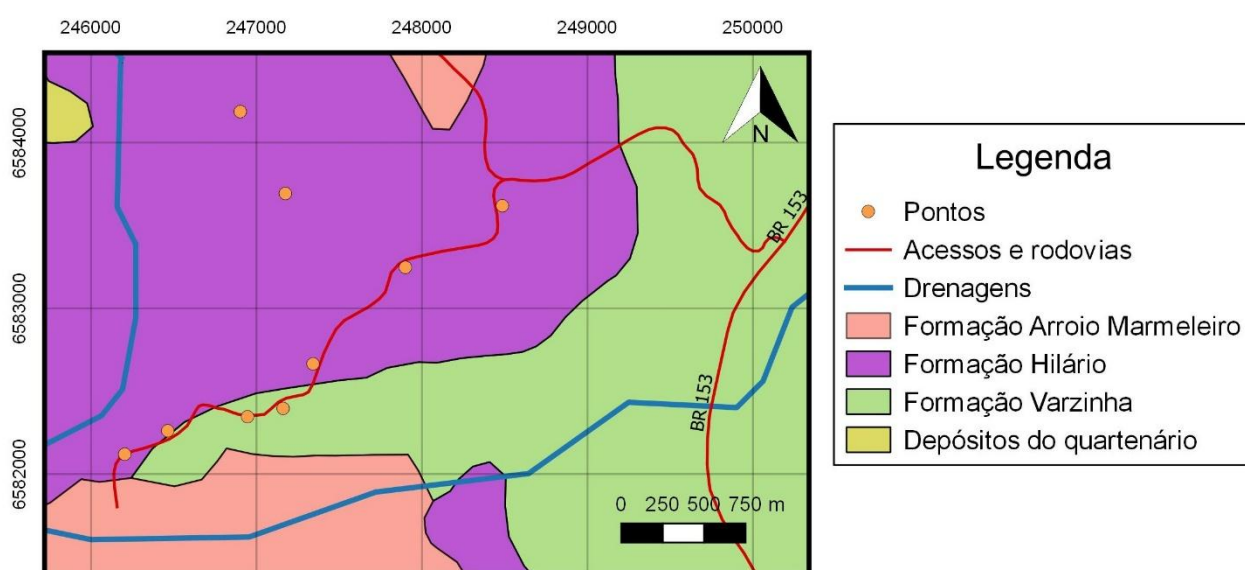 246000 247000 248000 249000 250000
6584000
6583000
6582000
N
BR 153
BR 153
0 250 500 750 m
Legenda
Pontos
Acessos e rodovias
Drenagens
Formação Arroio Marmeleiro
Formação Hilário
Formação Varzinha
Depósitos do quartenário